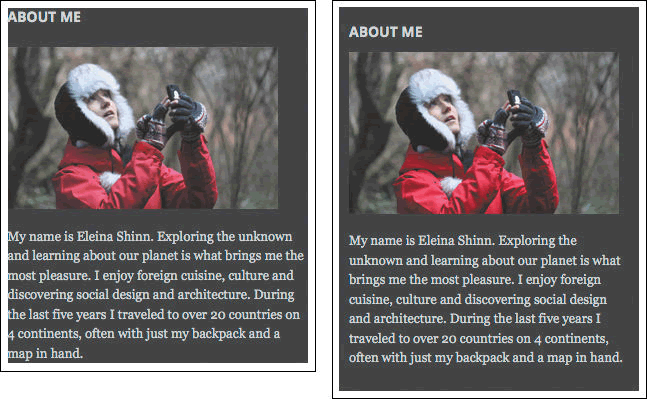 ABOUT ME
My name is Eleina Shinn. Exploring the unknown
and learning about our planet is what brings me the
most pleasure. I enjoy foreign cuisine, culture and
discovering social design and architecture. During
the last five years I traveled to over 20 countries on
4 continents, often with just my backpack and a
map in hand.
ABOUT ME
My name is Eleina Shinn. Exploring the
unknown and learning about our planet is what
brings me the most pleasure. I enjoy foreign
cuisine, culture and discovering social design
and architecture. During the last five years I
traveled to over 20 countries on 4 continents,
often with just my backpack and a map in hand.